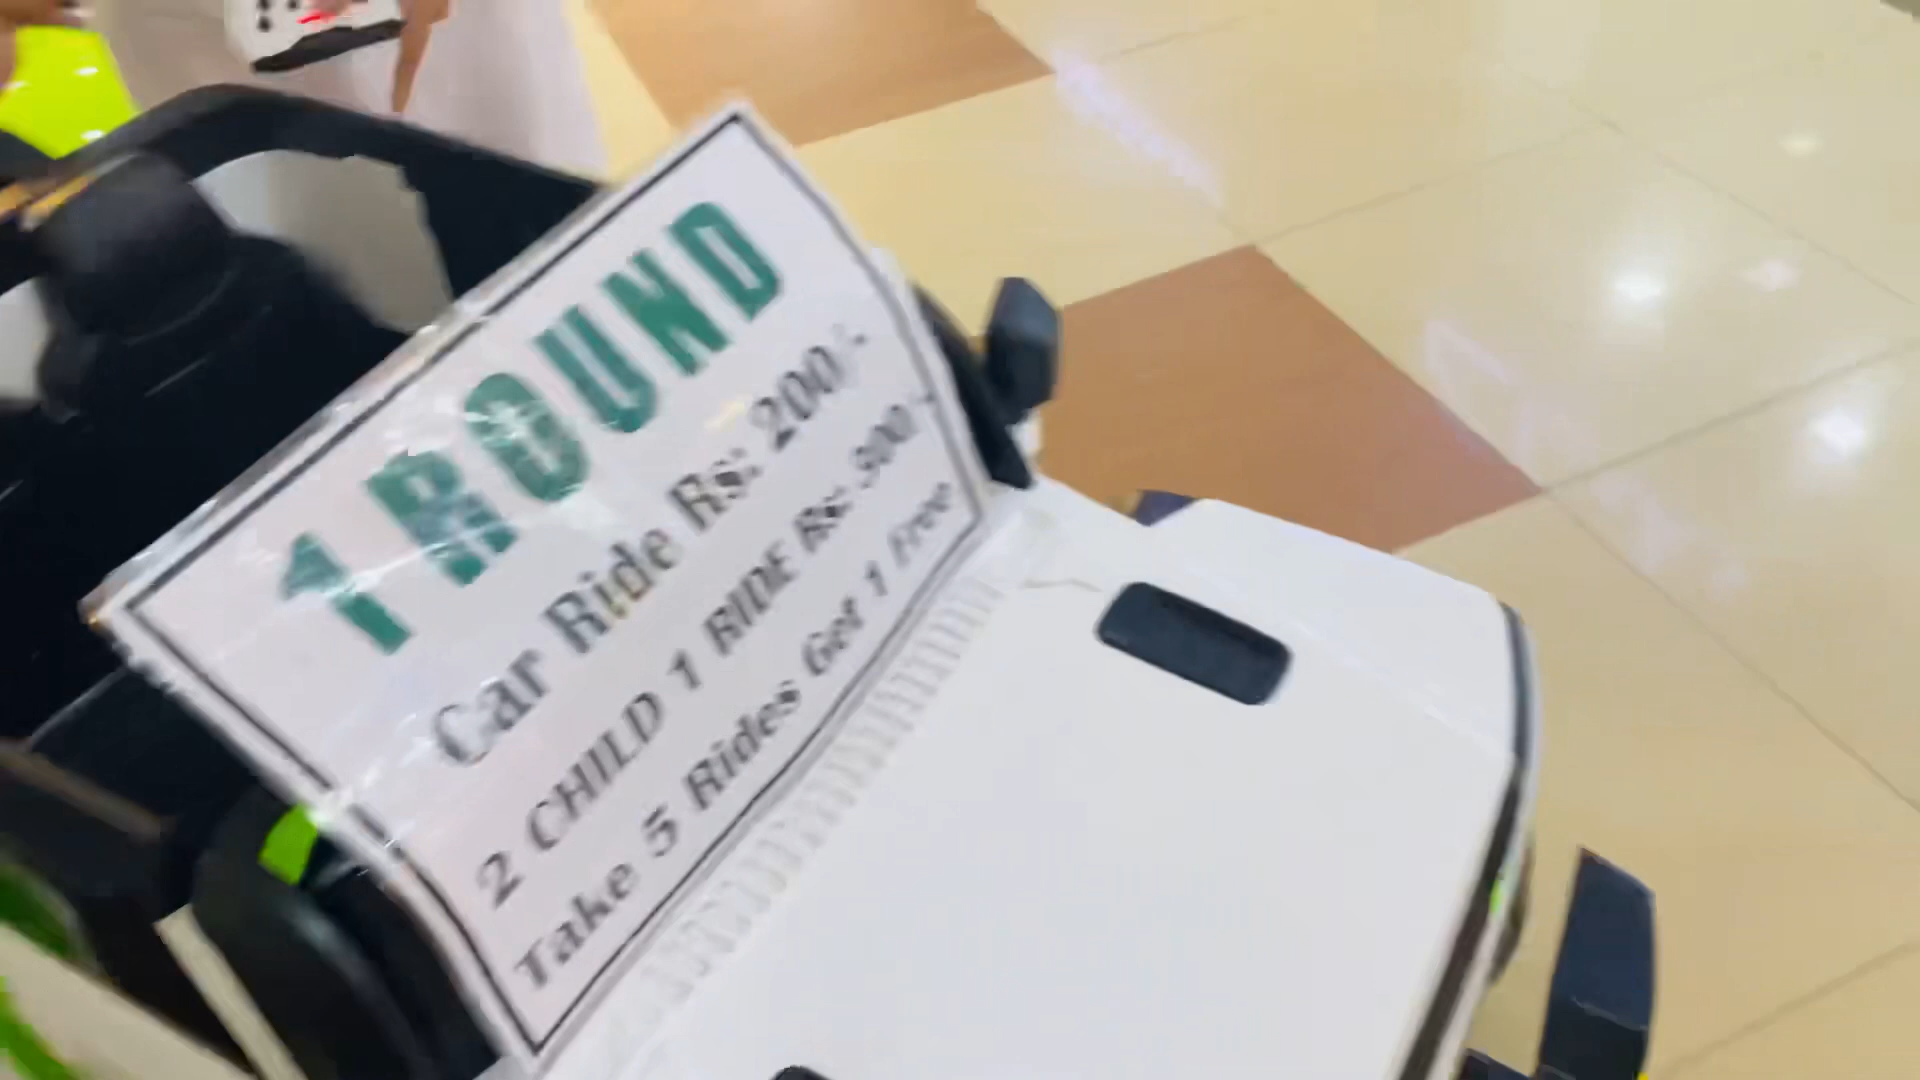 1 ROUND
Car Ride Rs: 200/-
2 CHILD 1 RIDE Rs: 300/-
Take 5 Rides Get 1 Free